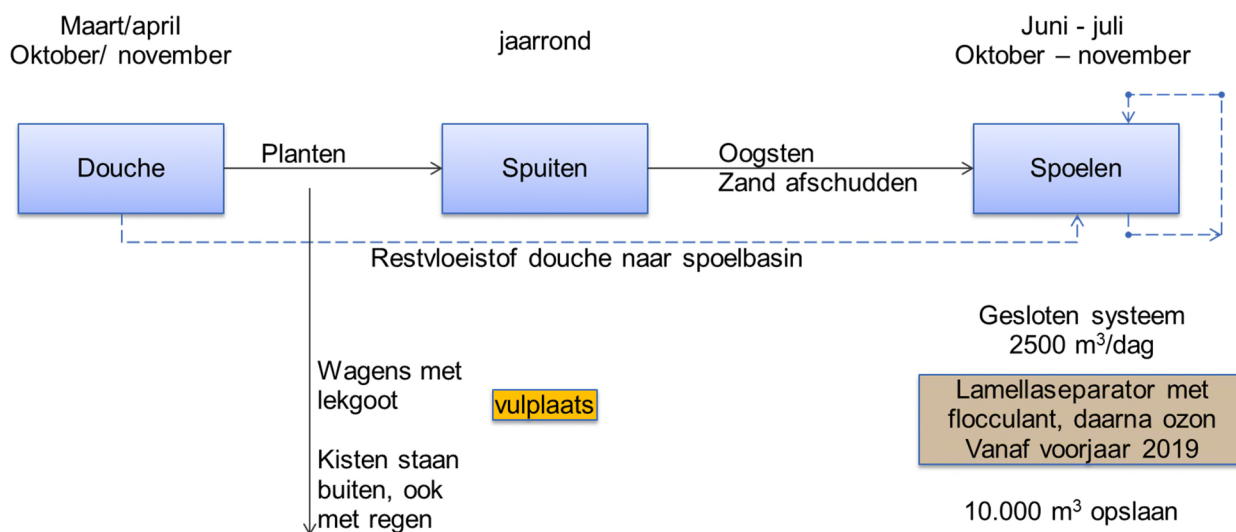 Maart/april
Oktober/ november
jaarrond
Juni - juli
Oktober – november
Douche
Planten
Spuiten
Oogsten
Zand afschudden
Spoelen
Restvloeistof douche naar spoelbasin
Gesloten systeem
2500 m³/dag
Wagens met
lekgoot
vulplaats
Lamellaseparator met
flocculant, daarna ozon
Vanaf voorjaar 2019
Kisten staan
buiten, ook
met regen
10.000 m³ opslaan